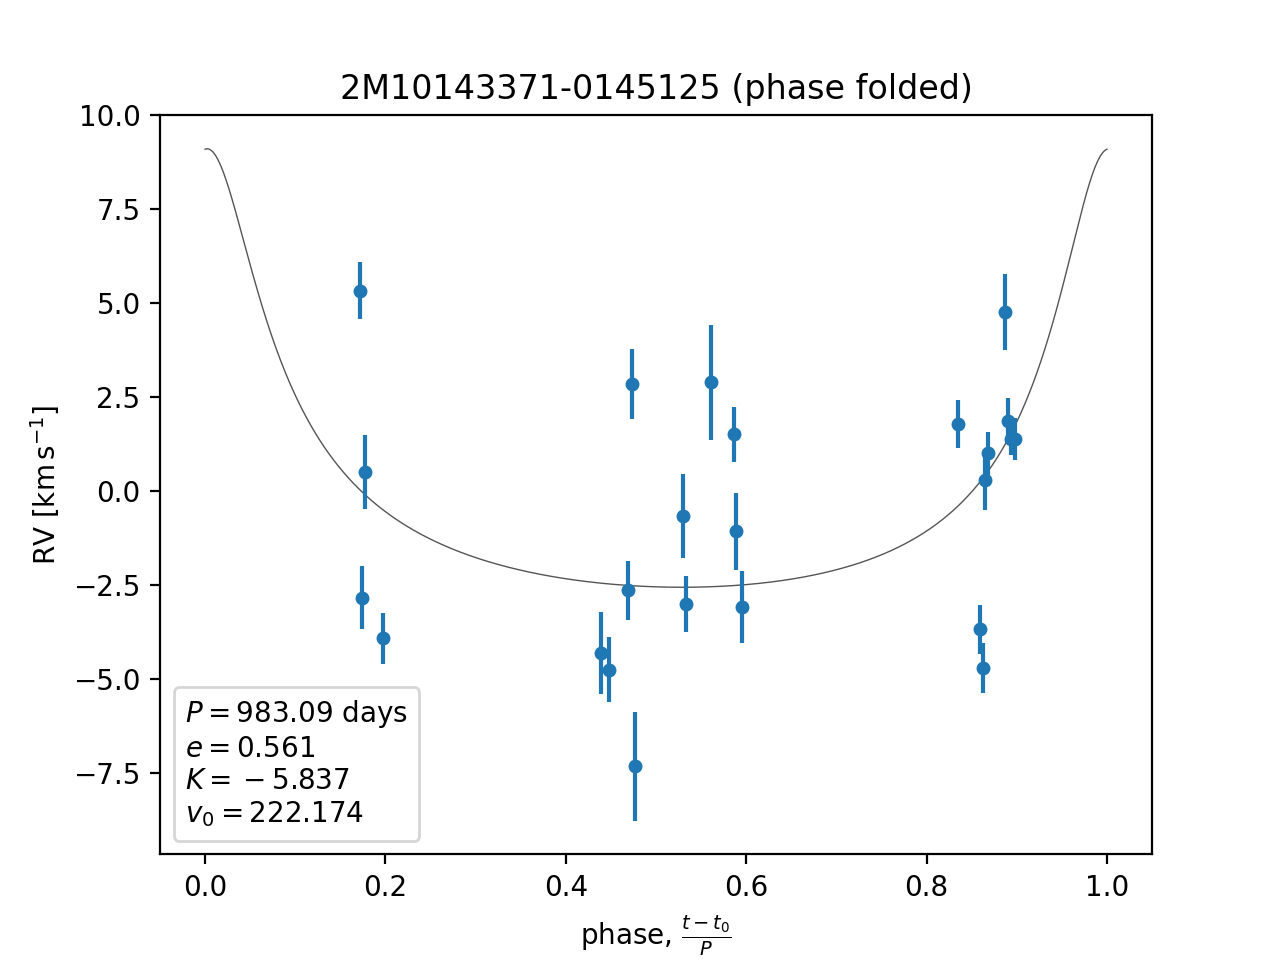 2M10143371-0145125 (phase folded)
10.0
7.5
5.0
2.5
0.0
−2.5
−5.0
−7.5
RV [km s⁻¹]
P = 983.09 days
e = 0.561
K = −5.837
v₀ = 222.174
0.0 0.2 0.4 0.6 0.8 1.0
phase, (t − t₀)/P